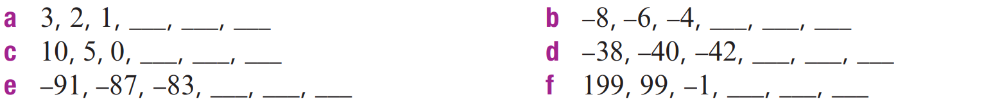 a 3, 2, 1, ___, ___, ___
b –8, –6, –4, ___, ___, ___
c 10, 5, 0, ___, ___, ___
d –38, –40, –42, ___, ___, ___
e –91, –87, –83, ___, ___, ___
f 199, 99, –1, ___, ___, ___